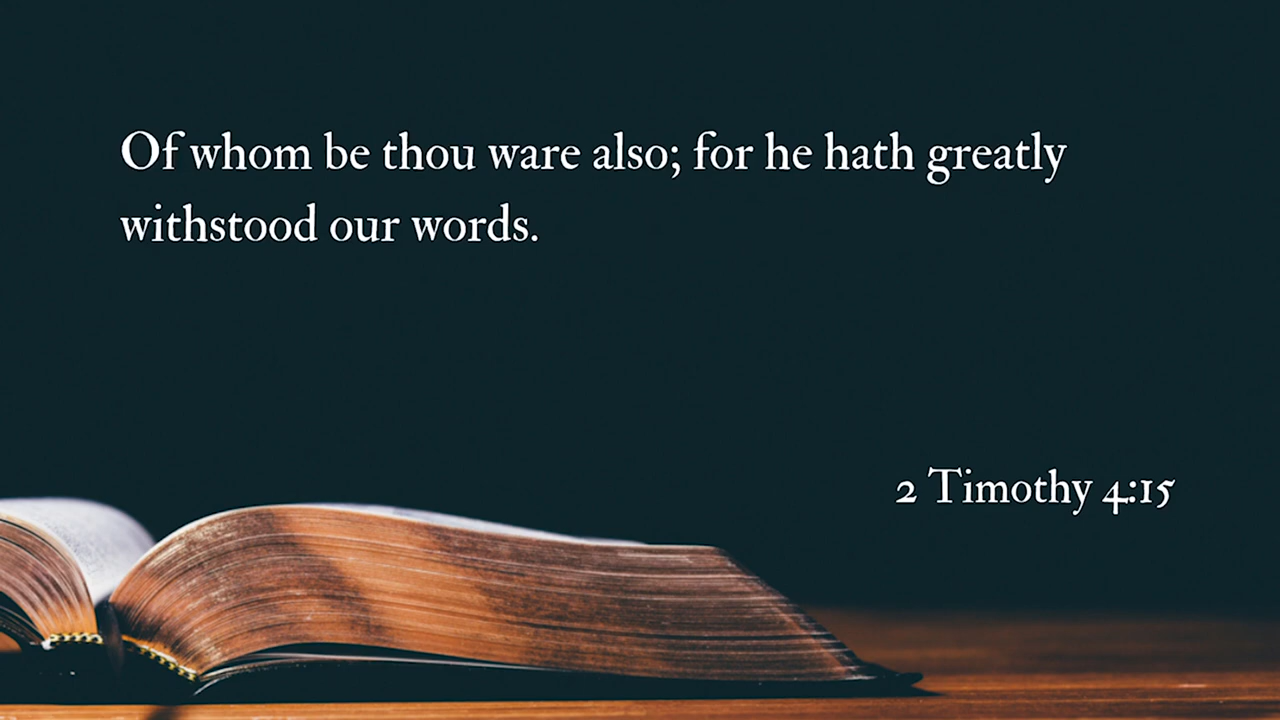 Of whom be thou ware also; for he hath greatly
withstood our words.
2 Timothy 4:15